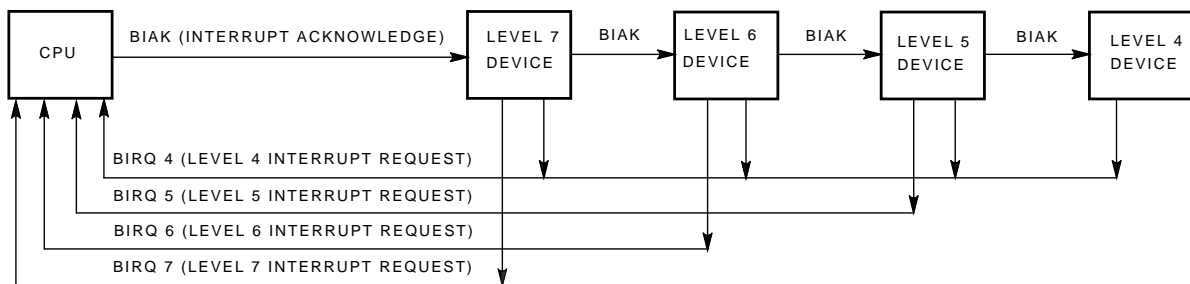 CPU
BIAK (INTERRUPT ACKNOWLEDGE)
LEVEL 7
DEVICE
BIAK
LEVEL 6
DEVICE
BIAK
LEVEL 5
DEVICE
BIAK
LEVEL 4
DEVICE
BIRQ 4 (LEVEL 4 INTERRUPT REQUEST)
BIRQ 5 (LEVEL 5 INTERRUPT REQUEST)
BIRQ 6 (LEVEL 6 INTERRUPT REQUEST)
BIRQ 7 (LEVEL 7 INTERRUPT REQUEST)